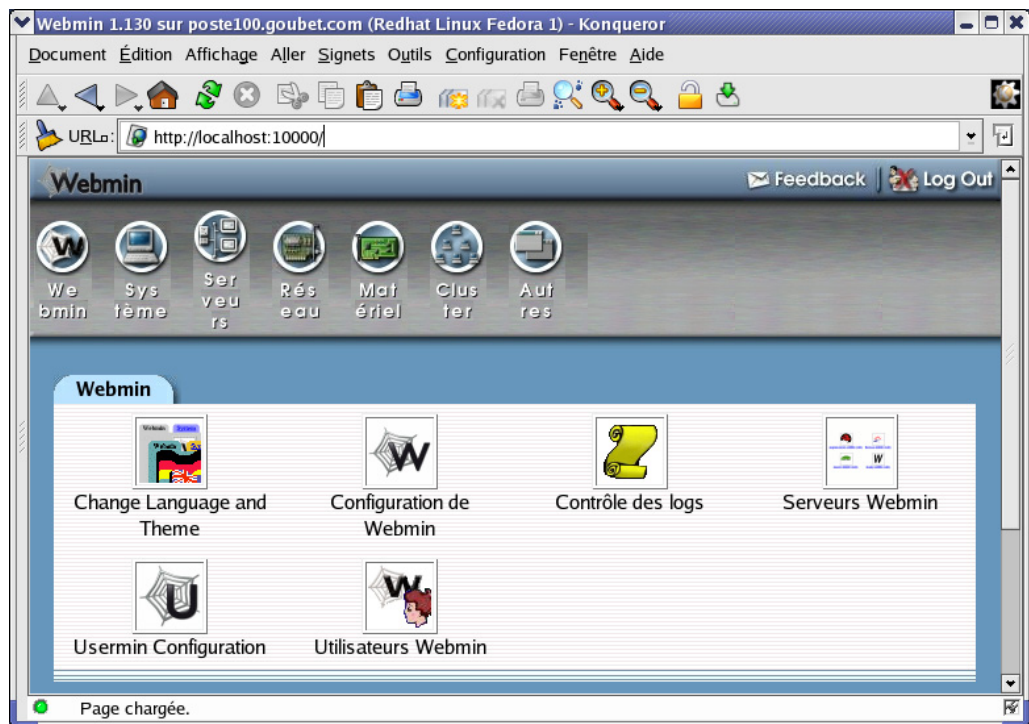 Webmin 1.130 sur poste100.goubet.com (Redhat Linux Fedora 1) - Konqueror
Document Édition Affichage Aller Signets Outils Configuration Fenêtre Aide
URL: http://localhost:10000/
Webmin Feedback Log Out
We
bmin
Sys
tème
Ser
veu
rs
Rés
eau
Mat
ériel
Clus
ter
Aut
res
Webmin
Change Language and
Theme
Configuration de
Webmin
Contrôle des logs
Serveurs Webmin
Usermin Configuration
Utilisateurs Webmin
Page chargée.